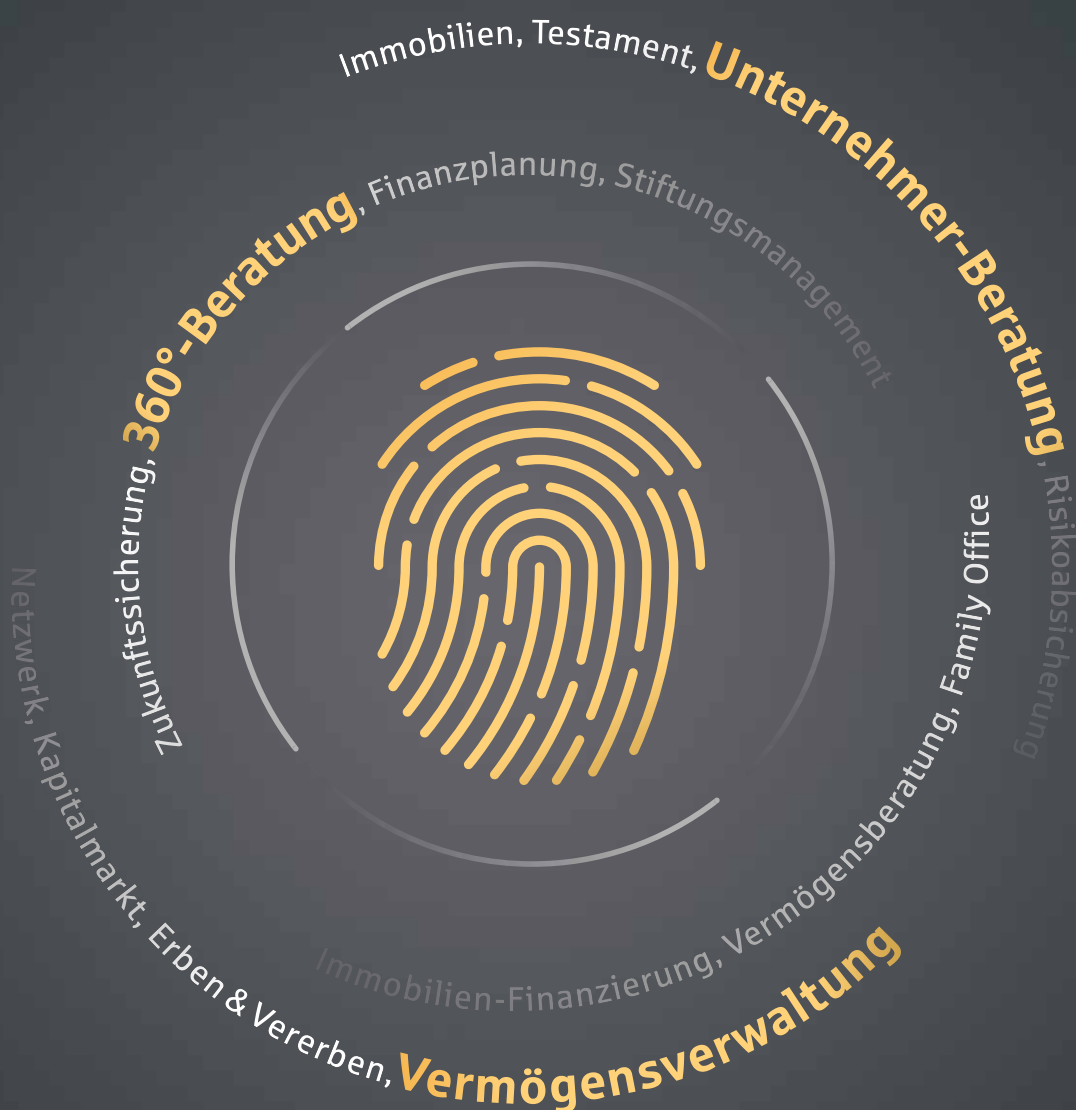 Immobilien, Testament, Unternehmer-Beratung, Risikoabsicherung
Zukunftssicherung, 360°-Beratung, Finanzplanung, Stiftungsmanagement
Immobilien-Finanzierung, Vermögensberatung, Family Office
Netzwerk, Kapitalmarkt, Erben & Vererben, Vermögensverwaltung